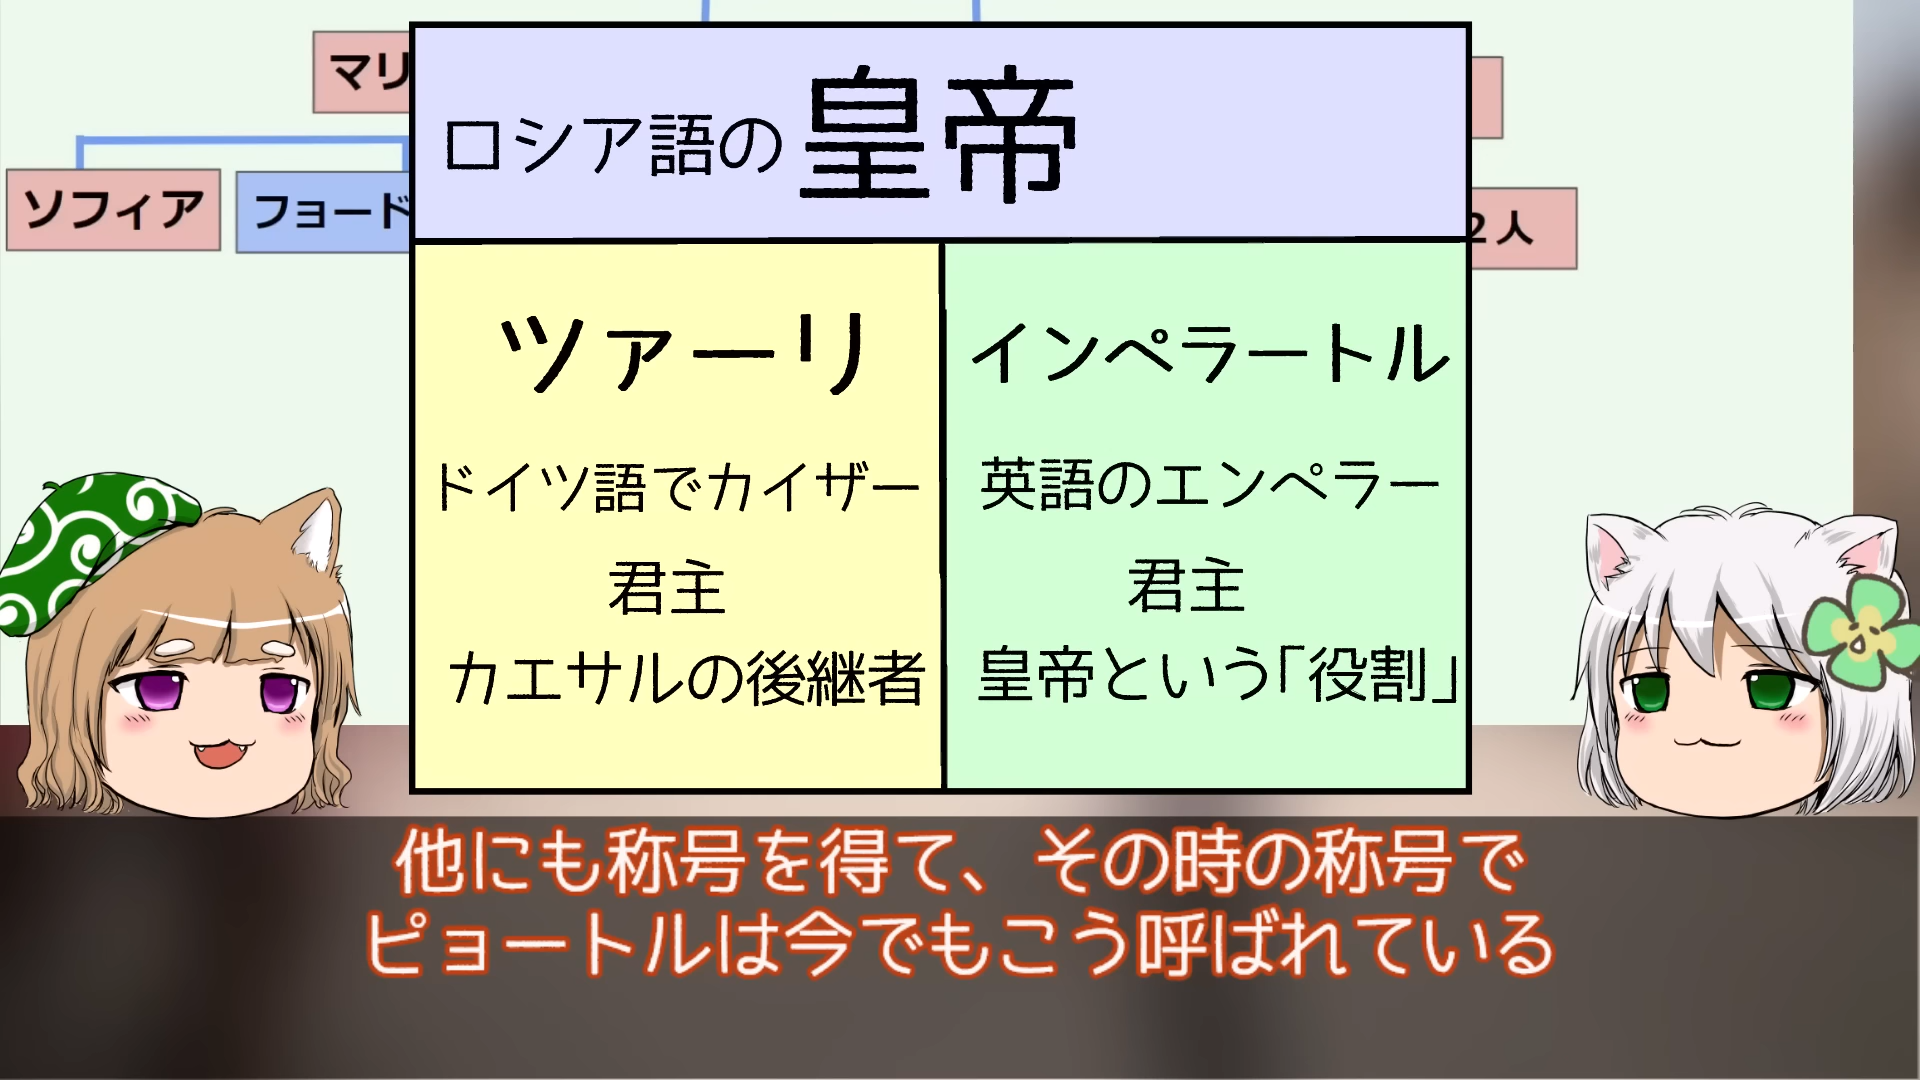 マリ
ソフィア
フョード
2人
ロシア語の皇帝
ツァーリ
ドイツ語でカイザー
君主
カエサルの後継者
インペラートル
英語のエンペラー
君主
皇帝という「役割」
他にも称号を得て、その時の称号で
ピョートルは今でもこう呼ばれている